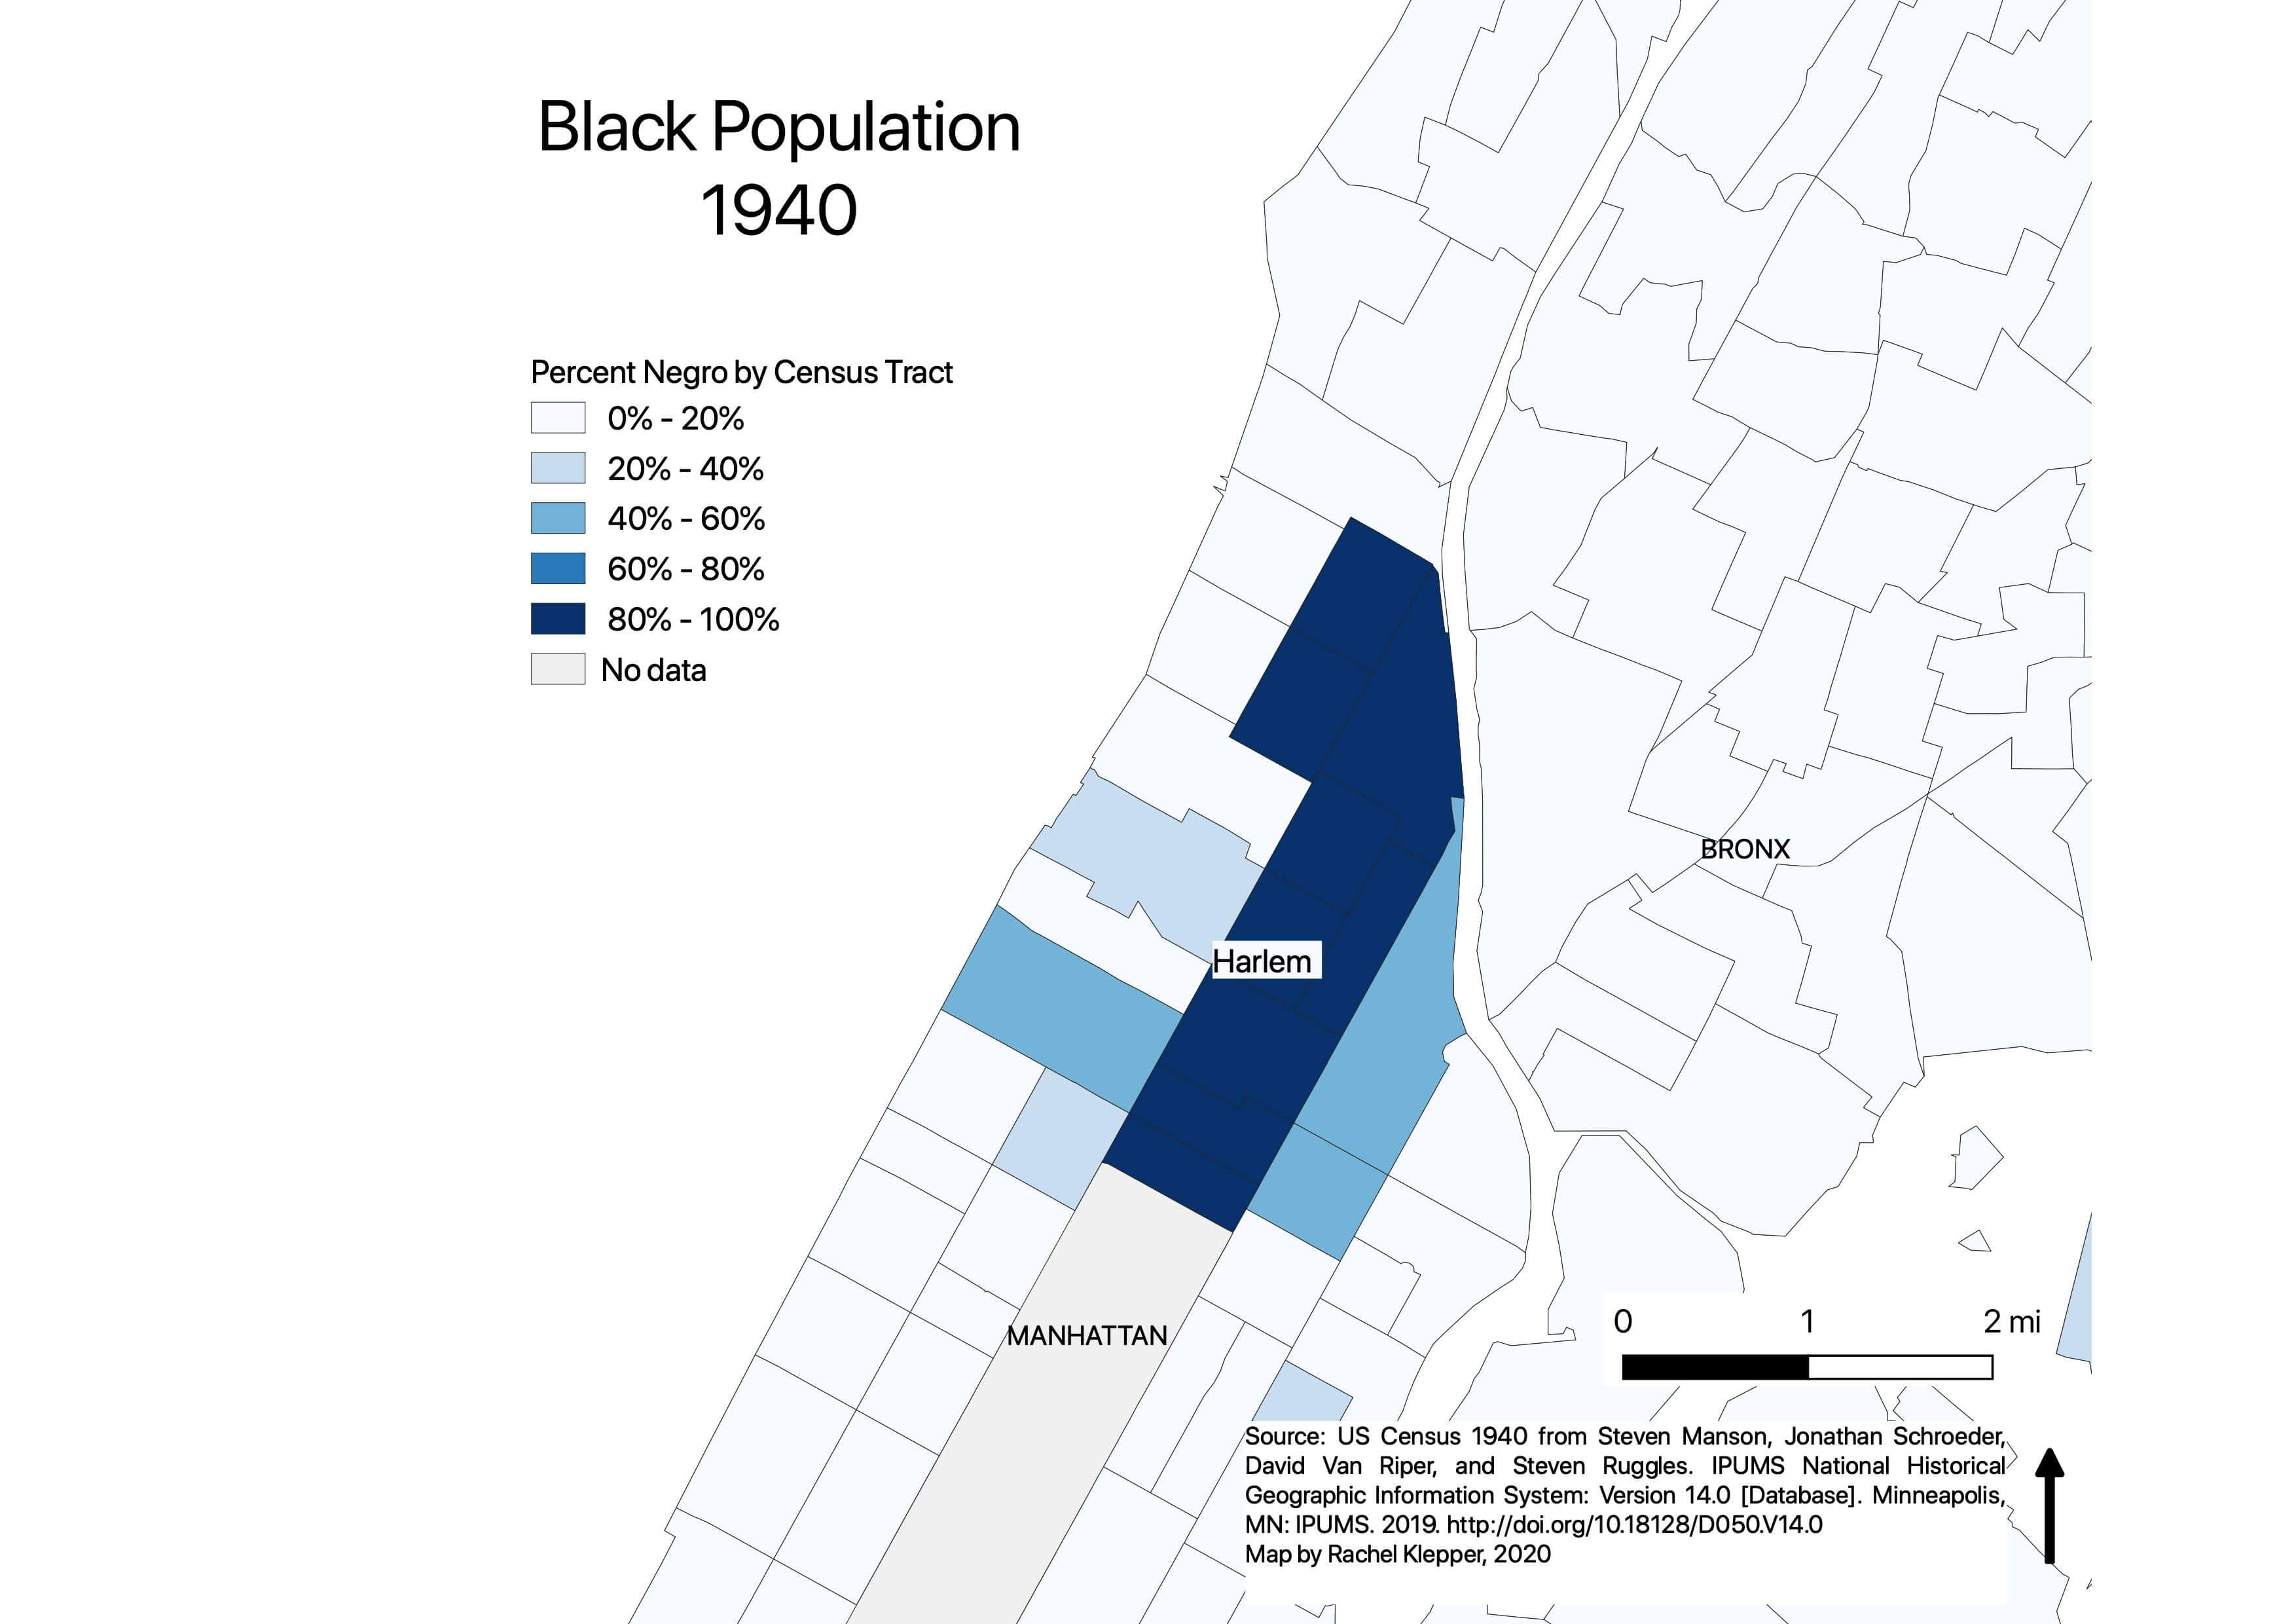 Black Population
1940
Percent Negro by Census Tract
0% - 20%
20% - 40%
40% - 60%
60% - 80%
80% - 100%
No data
BRONX
Harlem
MANHATTAN
0 1 2 mi
Source: US Census 1940 from Steven Manson, Jonathan Schroeder,
David Van Riper, and Steven Ruggles. IPUMS National Historical
Geographic Information System: Version 14.0 [Database]. Minneapolis,
MN: IPUMS. 2019. http://doi.org/10.18128/D050.V14.0
Map by Rachel Klepper, 2020